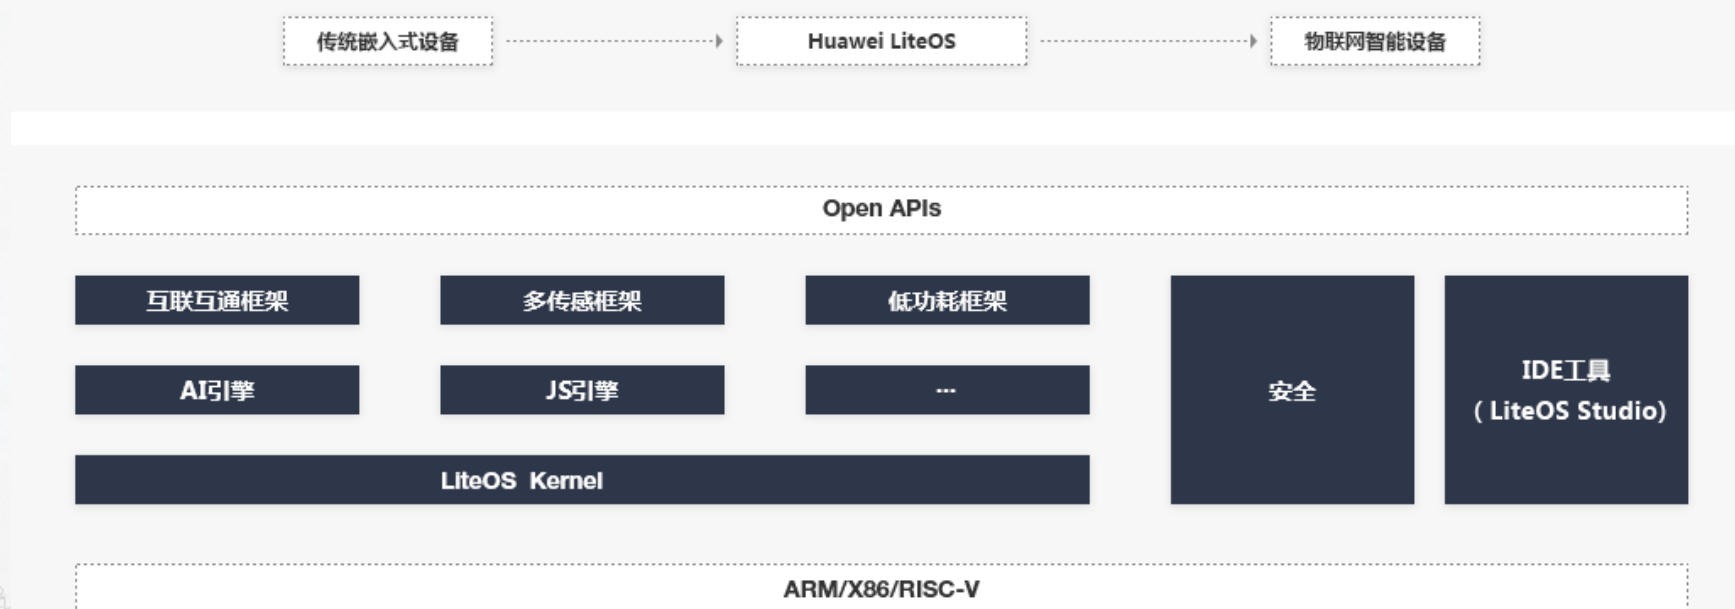 传统嵌入式设备
Huawei LiteOS
物联网智能设备
Open APIs
互联互通框架
多传感框架
低功耗框架
AI引擎
JS引擎
...
LiteOS Kernel
安全
IDE工具
( LiteOS Studio)
ARM/X86/RISC-V